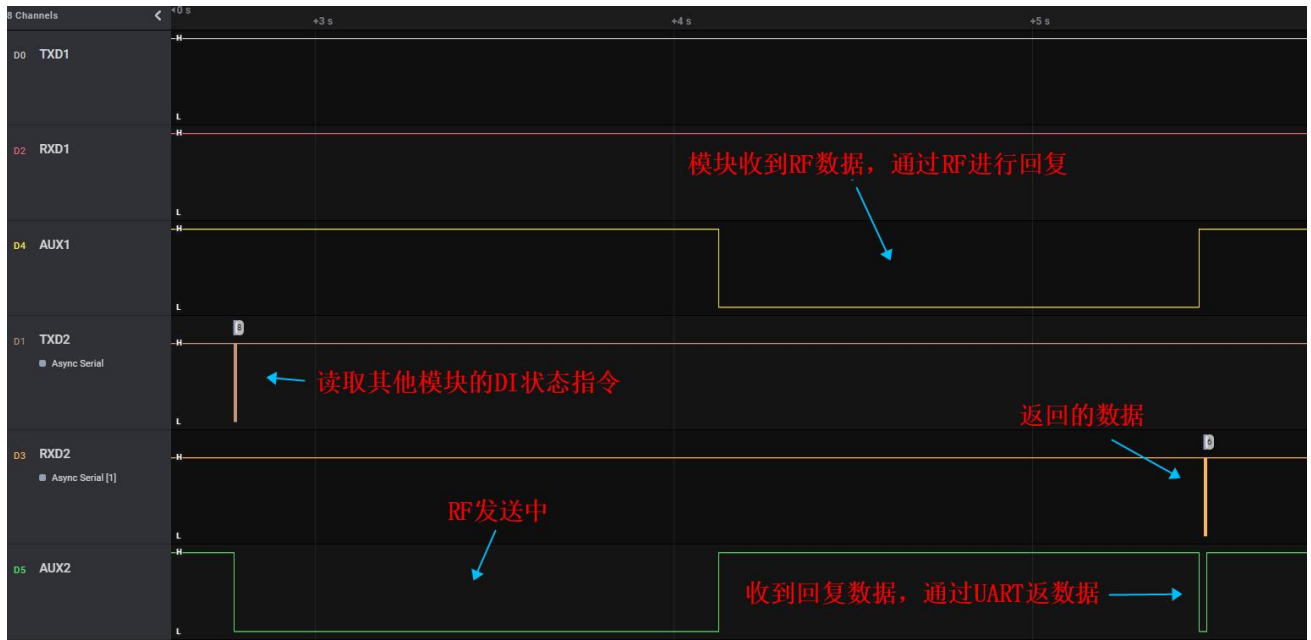 8 Channels
0 s
+3 s
+4 s
+5 s
D0 TXD1
H
L
D2 RXD1
H
L
模块收到RF数据，通过RF进行回复
D4 AUX1
H
L
D1 TXD2
Async Serial
H
L
8
读取其他模块的DI状态指令
返回的数据
D3 RXD2
Async Serial [1]
H
L
6
RF发送中
D5 AUX2
H
L
收到回复数据，通过UART返数据